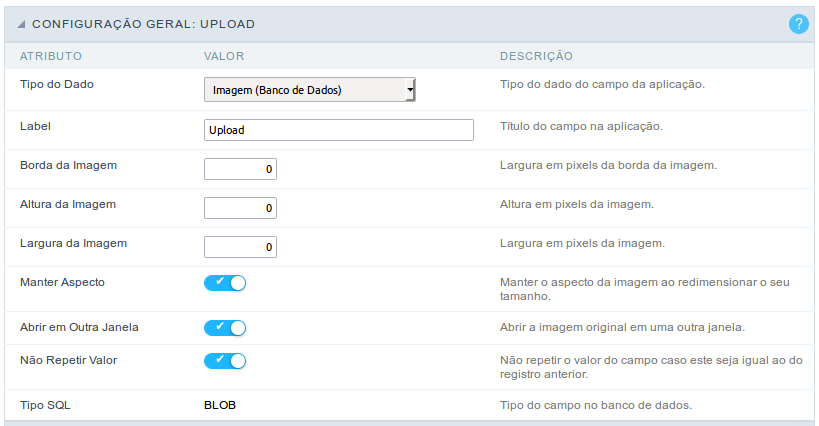 CONFIGURAÇÃO GERAL: UPLOAD
?
ATRIBUTO VALOR DESCRIÇÃO
Tipo do Dado Imagem (Banco de Dados) Tipo do dado do campo da aplicação.
Label Upload Título do campo na aplicação.
Borda da Imagem 0 Largura em pixels da borda da imagem.
Altura da Imagem 0 Altura em pixels da imagem.
Largura da Imagem 0 Largura em pixels da imagem.
Manter Aspecto Manter o aspecto da imagem ao redimensionar o seu
tamanho.
Abrir em Outra Janela Abrir a imagem original em uma outra janela.
Não Repetir Valor Não repetir o valor do campo caso este seja igual ao do
registro anterior.
Tipo SQL BLOB Tipo do campo no banco de dados.